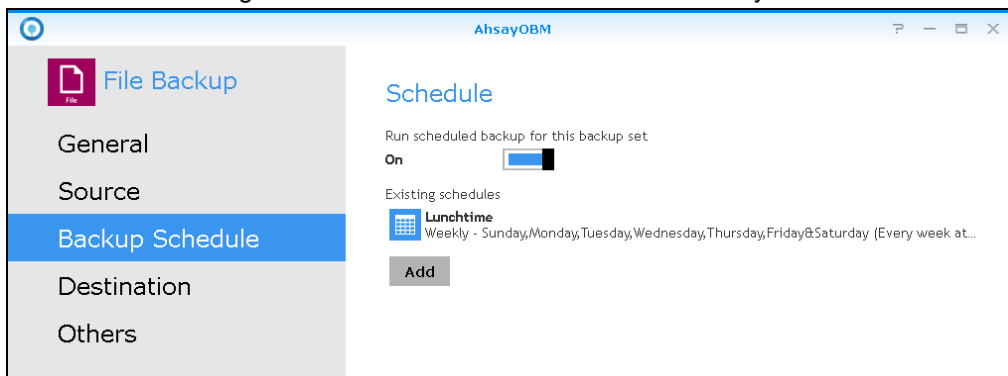 AhsayOBM
File Backup
File
General
Source
Backup Schedule
Destination
Others
Schedule
Run scheduled backup for this backup set
On
Existing schedules
Lunchtime
Weekly - Sunday,Monday,Tuesday,Wednesday,Thursday,Friday&Saturday (Every week at...
Add